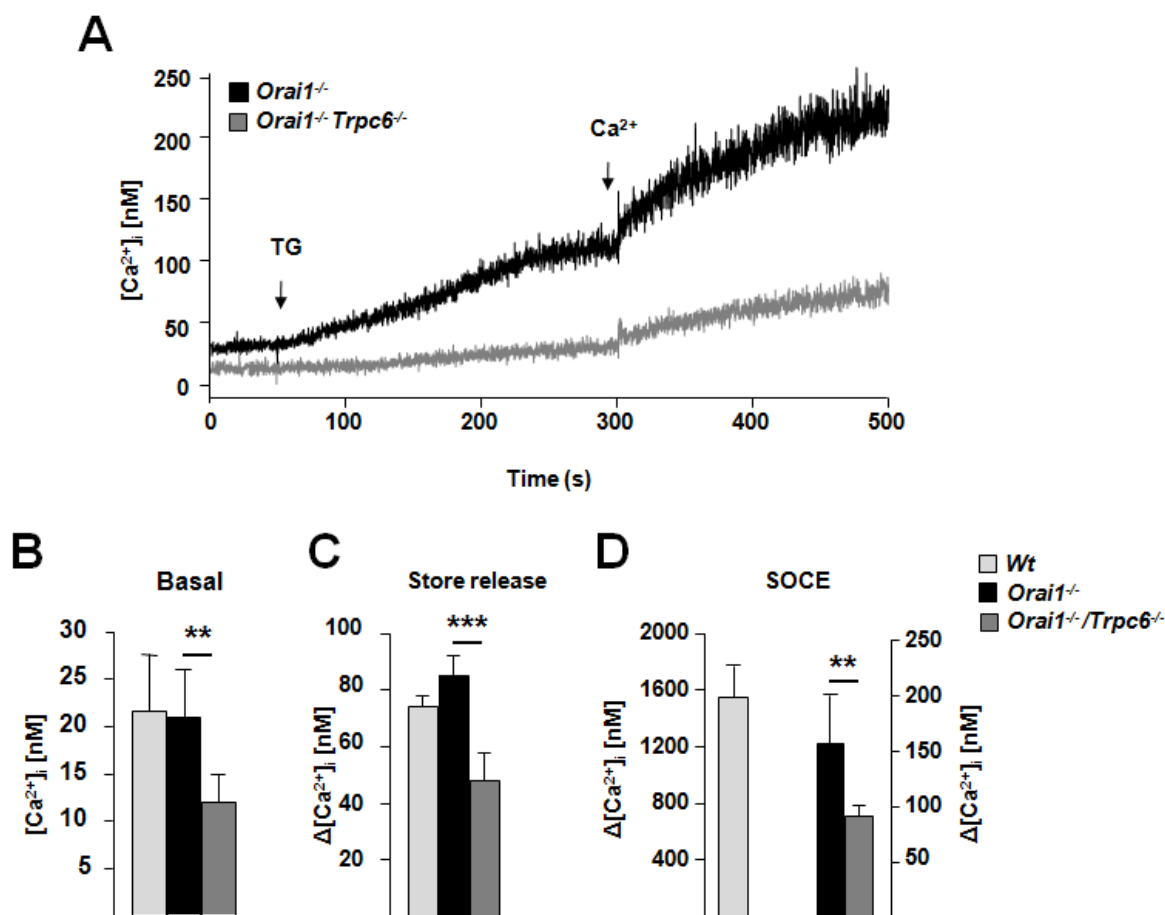 A
250
200
150
100
50
0
[Ca²⁺]ᵢ [nM]
Orai1⁻/⁻
Orai1⁻/⁻ Trpc6⁻/⁻
TG
Ca²⁺
0 100 200 300 400 500
Time (s)
B
Basal
30
25
20
15
10
5
[Ca²⁺]ᵢ [nM]
**
C
Store release
100
80
60
40
20
Δ[Ca²⁺]ᵢ [nM]
***
D
SOCE
2000
1600
1200
800
400
Δ[Ca²⁺]ᵢ [nM]
**
250
200
150
100
50
Δ[Ca²⁺]ᵢ [nM]
Wt
Orai1⁻/⁻
Orai1⁻/⁻/Trpc6⁻/⁻